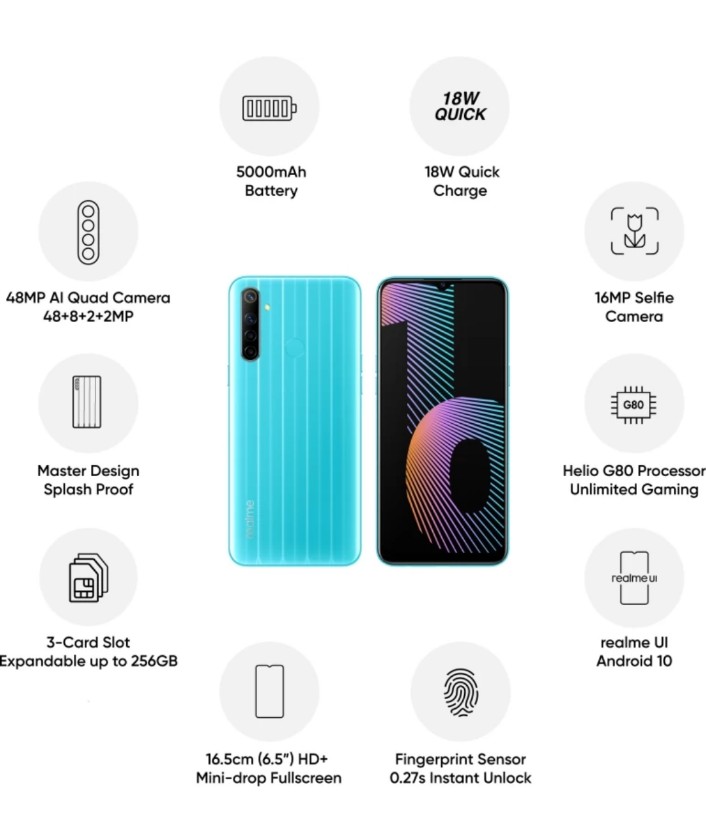 18W
QUICK
5000mAh
Battery
18W Quick
Charge
48MP AI Quad Camera
48+8+2+2MP
16MP Selfie
Camera
realme
G80
Master Design
Splash Proof
Helio G80 Processor
Unlimited Gaming
realme UI
3-Card Slot
Expandable up to 256GB
realme UI
Android 10
16.5cm (6.5”) HD+
Mini-drop Fullscreen
Fingerprint Sensor
0.27s Instant Unlock